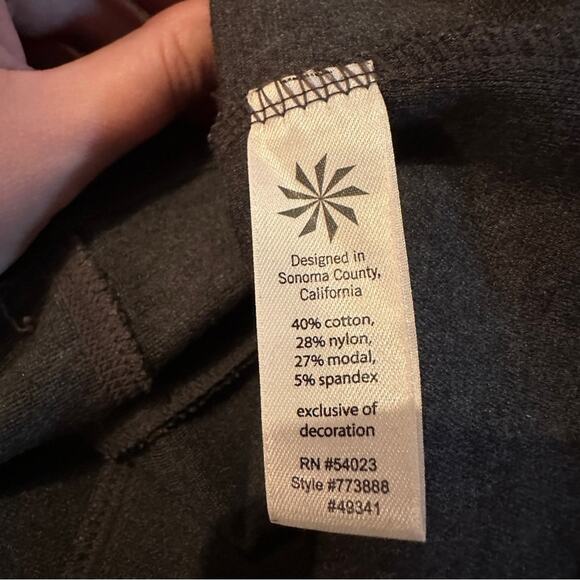 Designed in
Sonoma County,
California
40% cotton,
28% nylon,
27% modal,
5% spandex
exclusive of
decoration
RN #54023
Style #773888
#49341